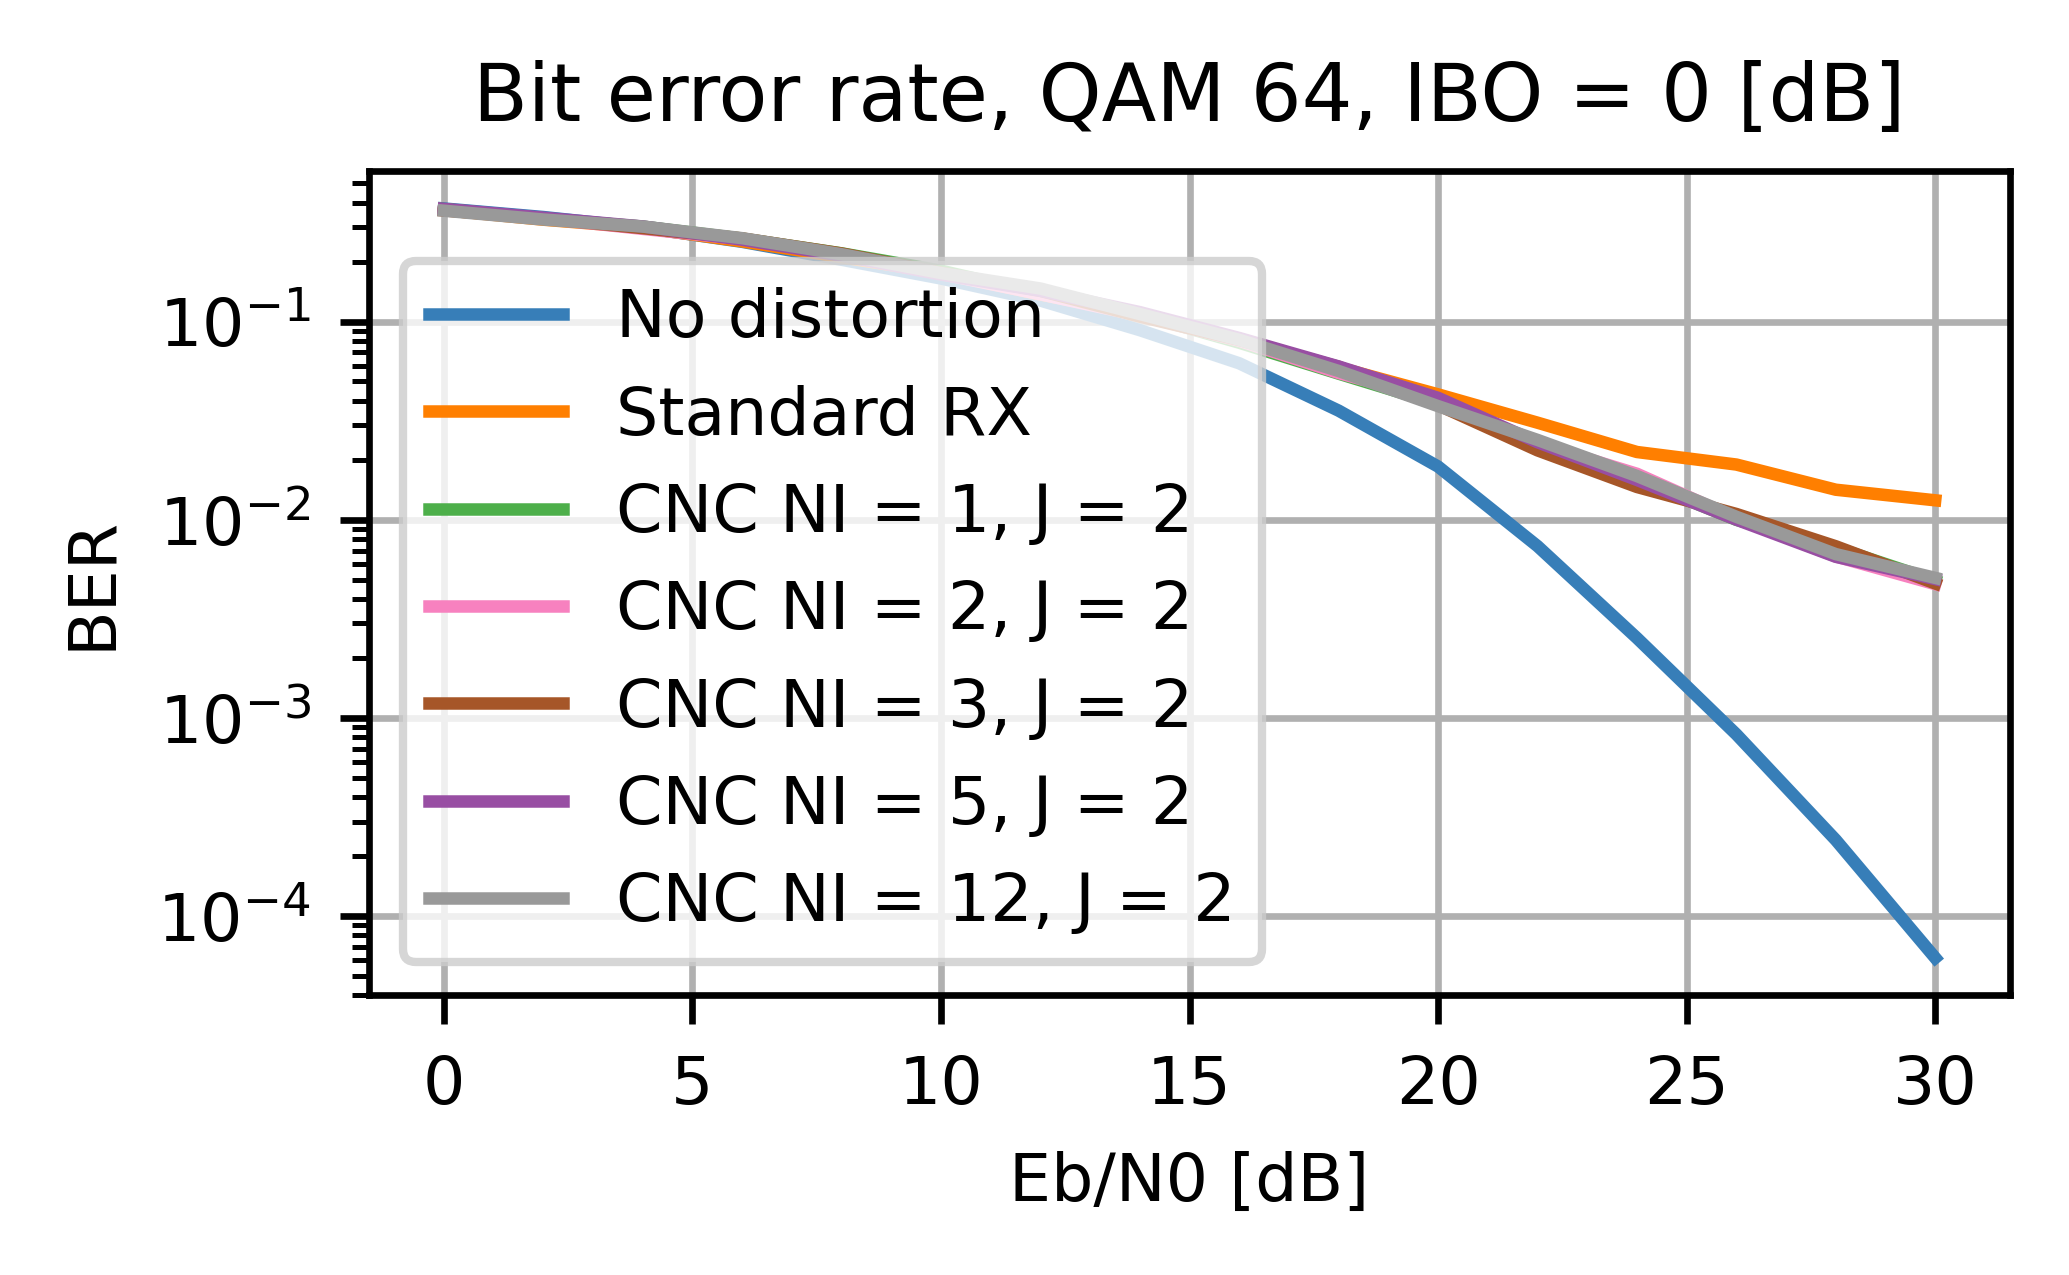 Bit error rate, QAM 64, IBO = 0 [dB]
BER
10⁻¹
10⁻²
10⁻³
10⁻⁴
No distortion
Standard RX
CNC NI = 1, J = 2
CNC NI = 2, J = 2
CNC NI = 3, J = 2
CNC NI = 5, J = 2
CNC NI = 12, J = 2
0 5 10 15 20 25 30
Eb/N0 [dB]